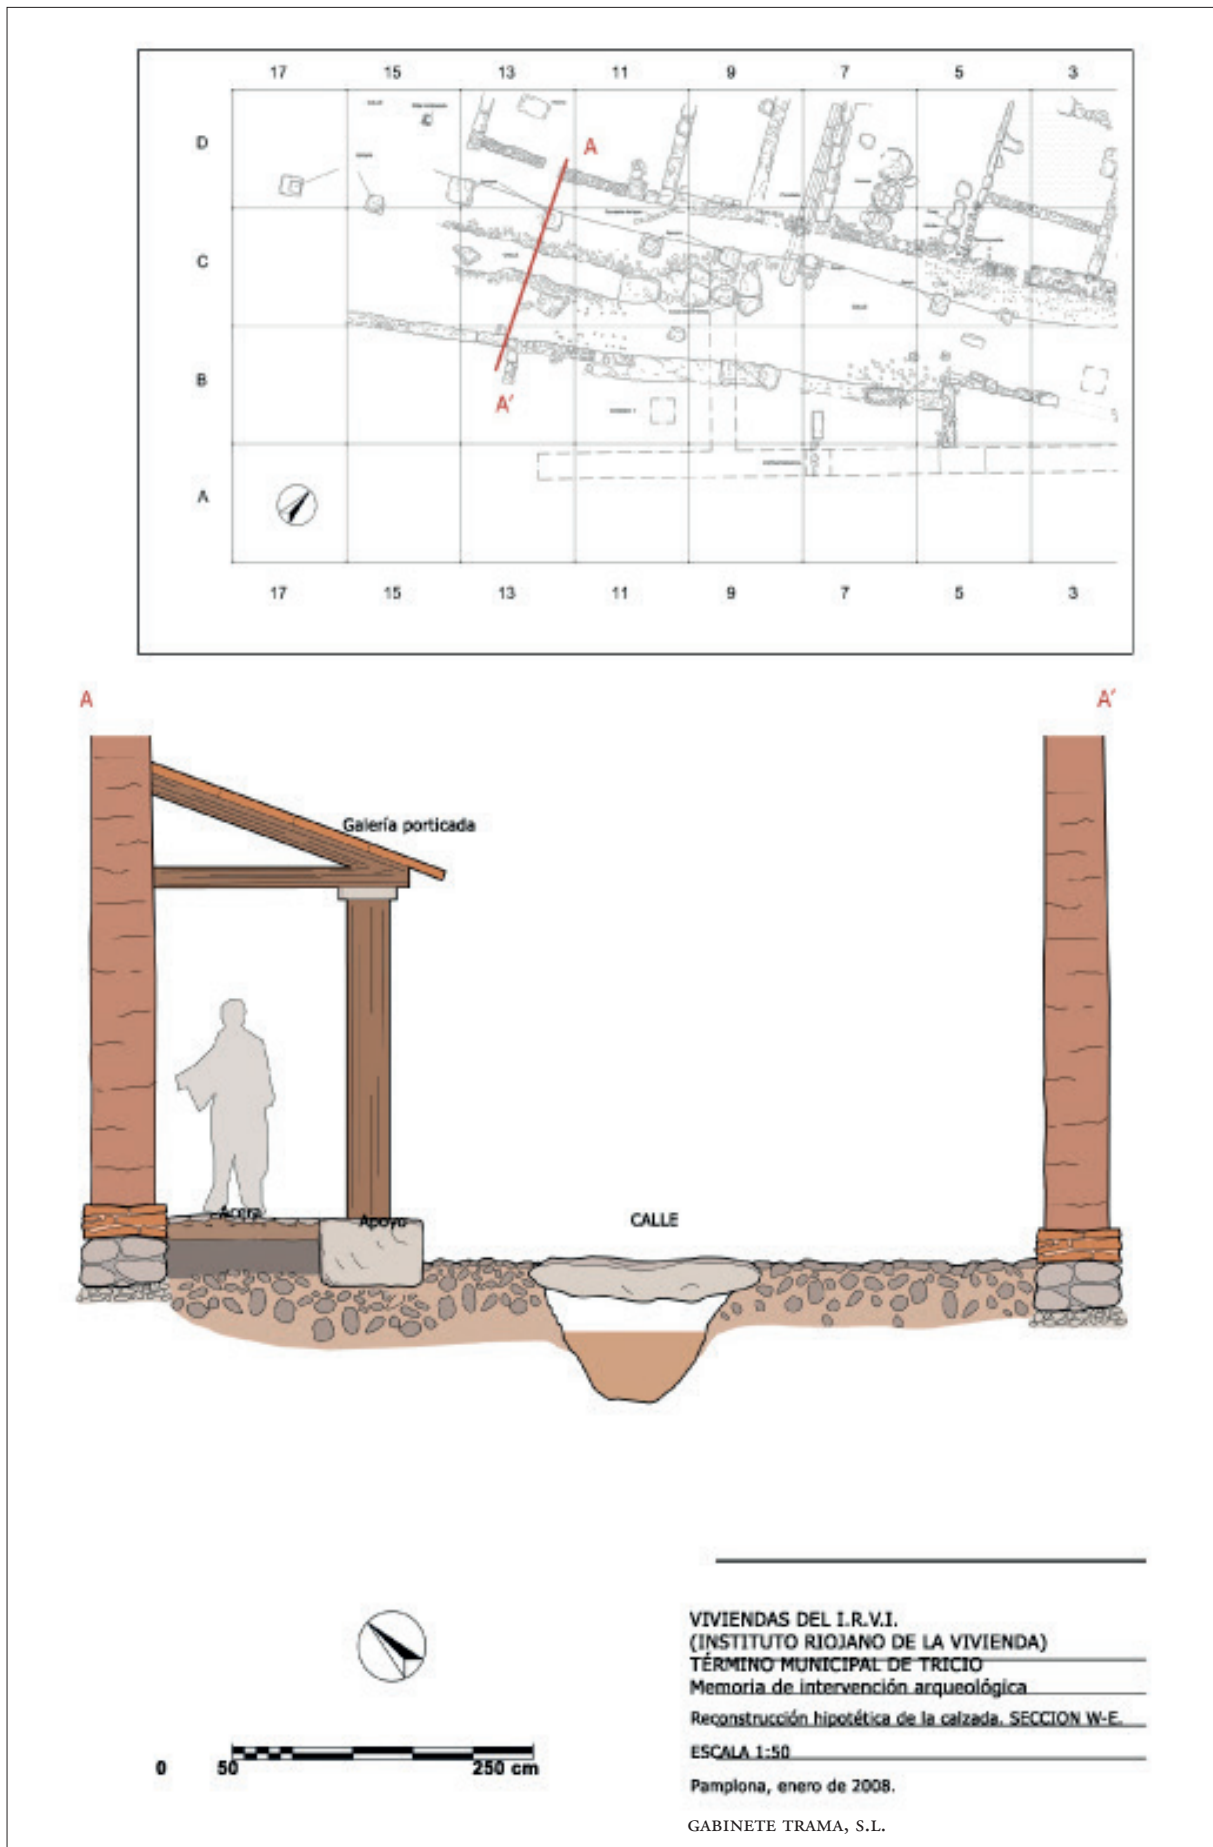 17 15 13 11 9 7 5 3
D
A
C
B
A'
A
17 15 13 11 9 7 5 3
A A'
Galería porticada
Acera
Apoyo
CALLE
VIVIENDAS DEL I.R.V.I.
(INSTITUTO RIOJANO DE LA VIVIENDA)
TÉRMINO MUNICIPAL DE TRICIO
Memoria de intervención arqueológica
Reconstrucción hipotética de la calzada. SECCION W-E.
ESCALA 1:50
0 50 250 cm
Pamplona, enero de 2008.
GABINETE TRAMA, S.L.